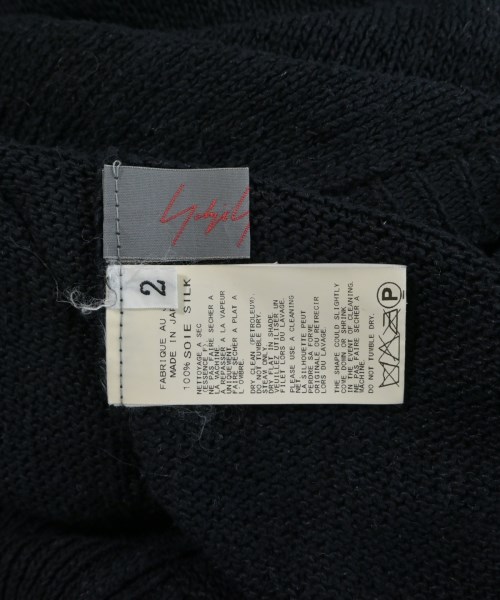 2
FABRIQUE AU
MADE IN JAP
100% SOIE SILK
NETTOYAGE A SEC
(ESSENCE F)
NE PAS FAIRE SECHER A
LA MACHINE
A REPASSER A LA VAPEUR
UNIQUEMENT
FAIRE SECHER A PLAT A
L'OMBRE.
DRY CLEAN (PETROLEUM).
DO NOT TUMBLE DRY.
STEAM ONLY.
DRY FLAT IN SHADE.
VEUILLEZ UTILISER UN
FILET LORS DU LAVAGE.
PLEASE USE A CLEANING
NET.
LA SILHOUETTE PEUT
PERDRE SA FORME
ORIGINALE OU RETRECIR
LORS DU LAVAGE.
THE SHAPE COULD SLIGHTLY
COME DOWN OR SHRINK
IN THE EVENT OF CLEANING.
NE PAS FAIRE SECHER A
MACHINE
DO NOT TUMBLE DRY.
P